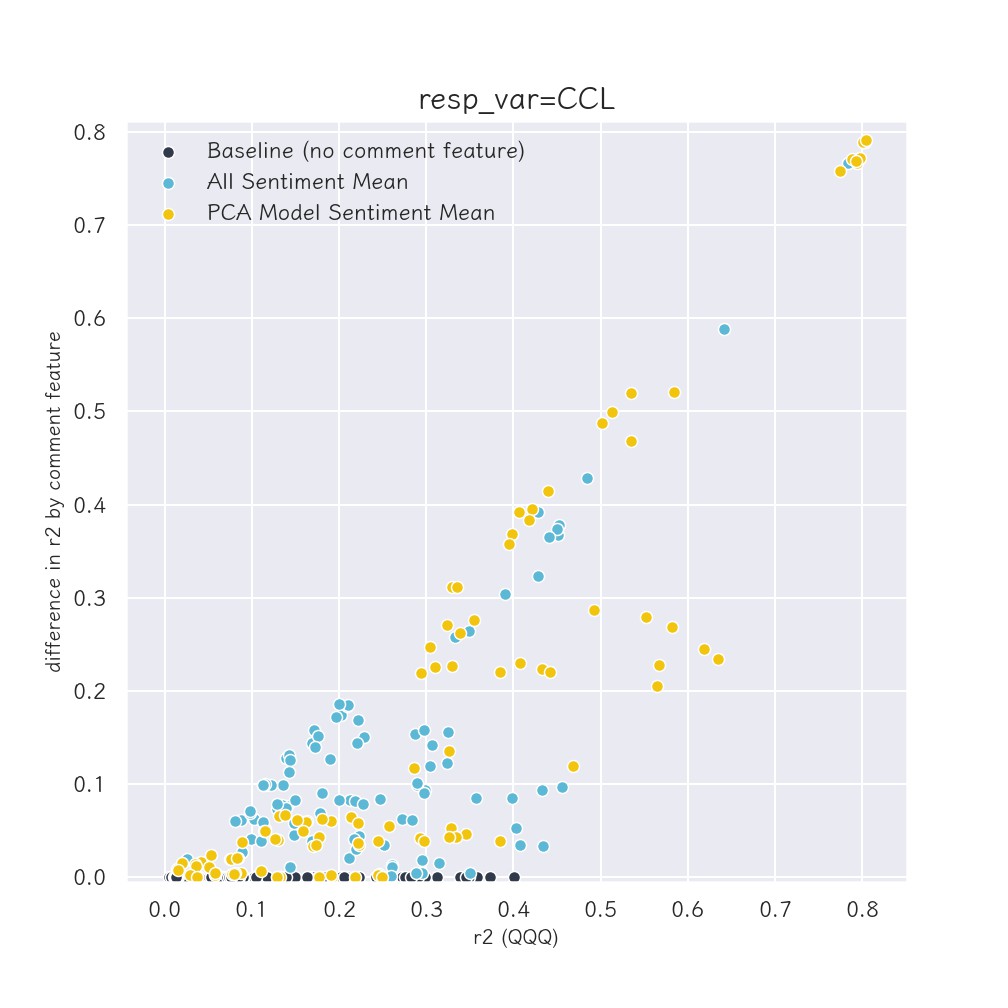 resp_var=CCL
Baseline (no comment feature)
All Sentiment Mean
PCA Model Sentiment Mean
difference in r2 by comment feature
0.8
0.7
0.6
0.5
0.4
0.3
0.2
0.1
0.0
0.0 0.1 0.2 0.3 0.4 0.5 0.6 0.7 0.8
r2 (QQQ)